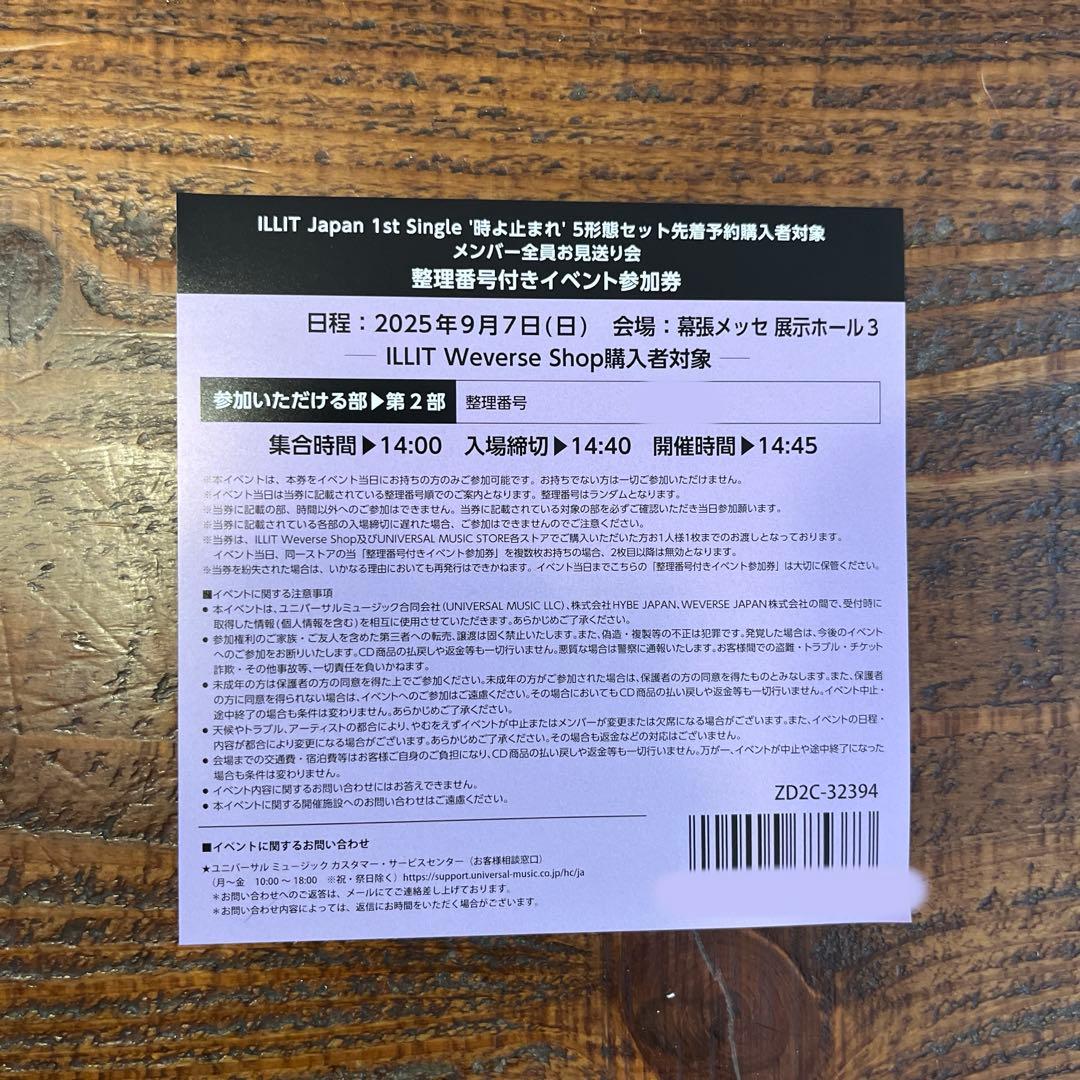 ILLIT Japan 1st Single '時よ止まれ' 5形態セット先着予約購入者対象
メンバー全員お見送り会
整理番号付きイベント参加券
日程：2025年9月7日(日)　会場：幕張メッセ 展示ホール3
ILLIT Weverse Shop購入者対象
参加いただける部▶第2部　整理番号
集合時間▶14:00　入場締切▶14:40　開催時間▶14:45
※本イベントは、本券をイベント当日にお持ちの方のみご参加可能です。お持ちでない方は一切ご参加いただけません。
※イベント当日は当券に記載されている整理番号順でのご案内となります。整理番号はランダムとなります。
※当券に記載の部、時間以外へのご参加はできません。当券に記載されている対象の部を必ずご確認いただき当日参加願います。
※当券に記載されている各部の入場締切に遅れた場合、ご参加はできませんのでご注意ください。
※当券は、ILLIT Weverse Shop及びUNIVERSAL MUSIC STORE各ストアでご購入いただいた方お1人様1枚までのお渡しとなっております。
イベント当日、同一ストアの当「整理番号付きイベント参加券」を複数枚お持ちの場合、2枚目以降は無効となります。
※当券を紛失された場合は、いかなる理由においても再発行はできかねます。イベント当日までこちらの「整理番号付きイベント参加券」は大切に保管ください。
■イベントに関する注意事項
● 本イベントは、ユニバーサルミュージック合同会社(UNIVERSAL MUSIC LLC)、株式会社HYBE JAPAN、WEVERSE JAPAN株式会社の間で、受付時に
取得した情報(個人情報を含む)を相互に使用させていただきます。あらかじめご了承ください。
● 参加権利のご家族・ご友人を含めた第三者への転売、譲渡は固く禁止いたします。また、偽造・複製等の不正は犯罪です。発覚した場合は、今後のイベント
へのご参加をお断りいたします。CD商品の払戻しや返金等も一切行いません。悪質な場合は警察に通報いたします。お客様間での盗難・トラブル・チケット
詐欺・その他事故等、一切責任を負いかねます。
● 未成年の方は保護者の方の同意を得た上でご参加ください。未成年の方がご参加された場合は、保護者の方の同意を得たものとみなします。また、保護者
の方に同意を得られない場合は、イベントへのご参加はご遠慮ください。その場合においてもCD商品の払い戻しや返金等も一切行いません。イベント中止・
途中終了の場合も条件は変わりません。あらかじめご了承ください。
● 天候やトラブル、アーティストの都合により、やむをえずイベントが中止またはメンバーが変更または欠席になる場合がございます。また、イベントの日程・
内容が都合により変更になる場合がございます。あらかじめご了承ください。その場合も返金などの対応はございません。
● 会場までの交通費・宿泊費等はお客様ご自身のご負担になり、CD商品の払い戻しや返金等も一切行いません。万が一、イベントが中止や途中終了になった
場合も条件は変わりません。
● イベント内容に関するお問い合わせにはお答えできません。
● 本イベントに関する開催施設へのお問い合わせはご遠慮ください。
ZD2C-32394
■イベントに関するお問い合わせ
★ユニバーサル ミュージック カスタマー・サービスセンター（お客様相談窓口）
（月～金　10:00～18:00　※祝・祭日除く）https://support.universal-music.co.jp/hc/ja
＊お問い合わせへのご返答は、メールにてご連絡差し上げております。
＊お問い合わせ内容によっては、返信にお時間をいただく場合がございます。